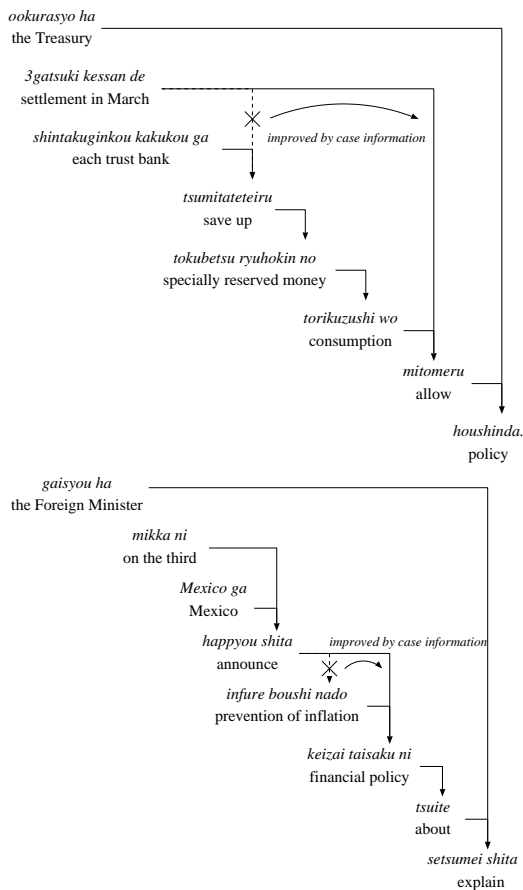 ookurasyo ha
the Treasury
3gatsuki kessan de
settlement in March
improved by case information
shintakuginkou kakukou ga
each trust bank
tsumitateteiru
save up
tokubetsu ryuhokin no
specially reserved money
torikuzushi wo
consumption
mitomeru
allow
houshinda.
policy
gaisyou ha
the Foreign Minister
mikka ni
on the third
Mexico ga
Mexico
happyou shita
announce
improved by case information
infure boushi nado
prevention of inflation
keizai taisaku ni
financial policy
tsuite
about
setsumei shita
explain